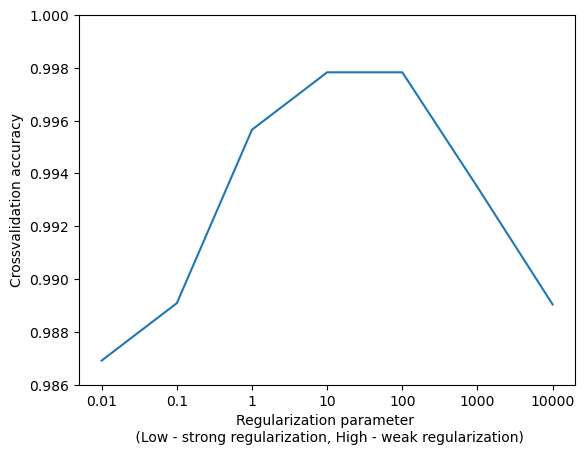 1.000
0.998
0.996
0.994
0.992
0.990
0.988
0.986
Crossvalidation accuracy
0.01 0.1 1 10 100 1000 10000
Regularization parameter
(Low - strong regularization, High - weak regularization)